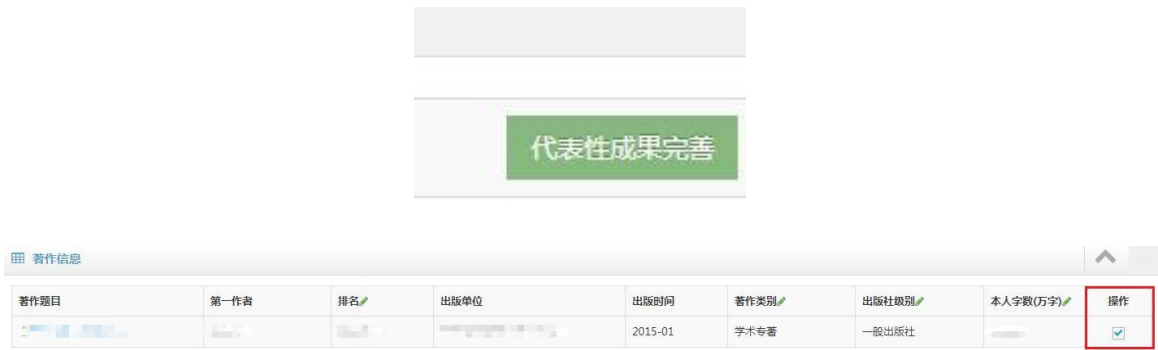 代表性成果完善
著作信息
著作题目 第一作者 排名 出版单位 出版时间 著作类别 出版社级别 本人字数(万字) 操作
2015-01 学术专著 一般出版社